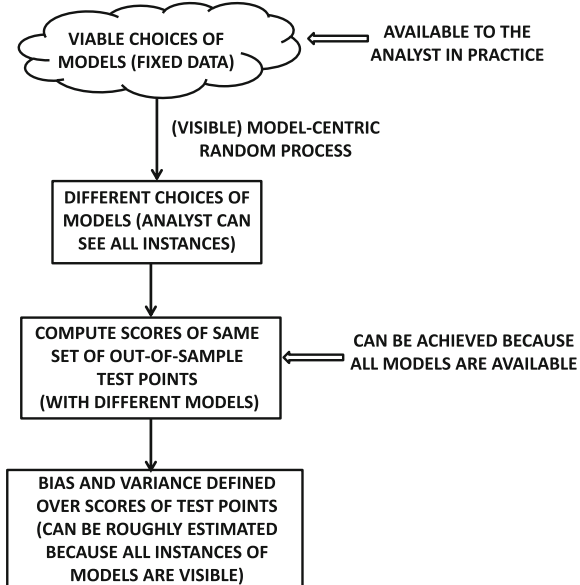 VIABLE CHOICES OF
MODELS (FIXED DATA)
AVAILABLE TO THE
ANALYST IN PRACTICE
(VISIBLE) MODEL-CENTRIC
RANDOM PROCESS
DIFFERENT CHOICES OF
MODELS (ANALYST CAN
SEE ALL INSTANCES)
COMPUTE SCORES OF SAME
SET OF OUT-OF-SAMPLE
TEST POINTS
(WITH DIFFERENT MODELS)
CAN BE ACHIEVED BECAUSE
ALL MODELS ARE AVAILABLE
BIAS AND VARIANCE DEFINED
OVER SCORES OF TEST POINTS
(CAN BE ROUGHLY ESTIMATED
BECAUSE ALL INSTANCES OF
MODELS ARE VISIBLE)